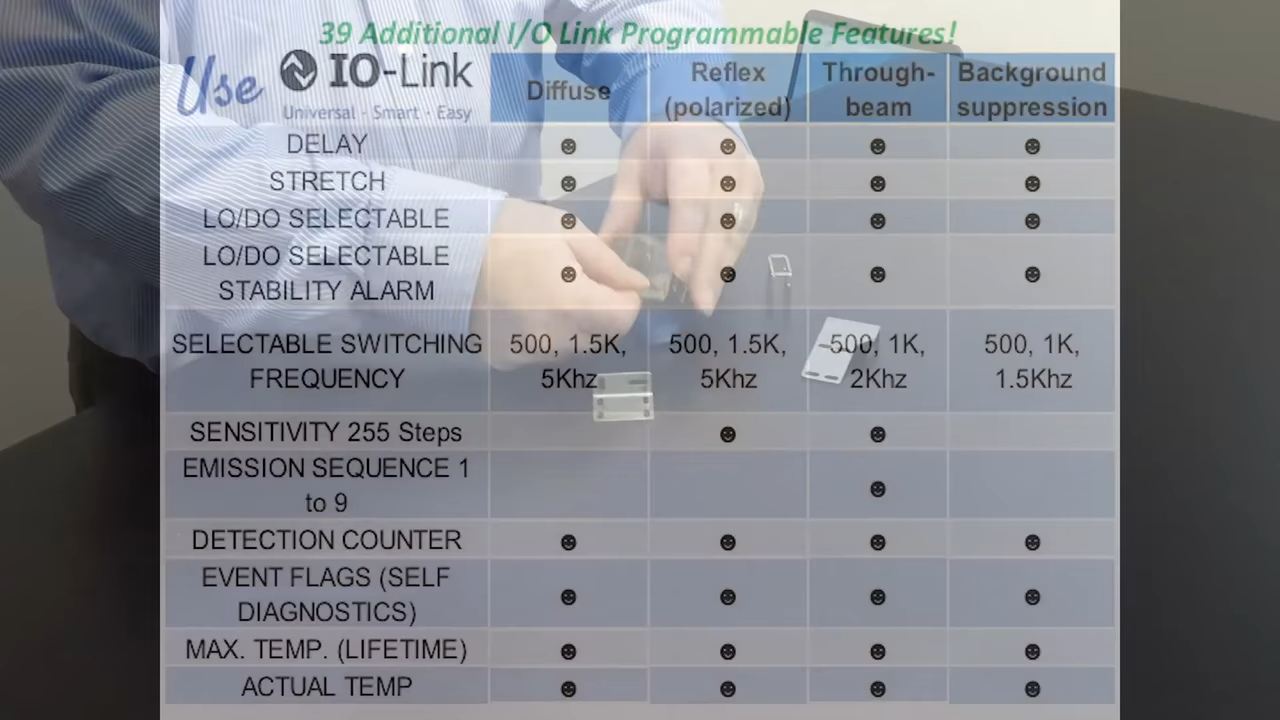 39 Additional I/O Link Programmable Features!
Use IO-Link
Universal · Smart · Easy
Diffuse
Reflex
(polarized)
Through-
beam
Background
suppression
DELAY ☻ ☻ ☻ ☻
STRETCH ☻ ☻ ☻ ☻
LO/DO SELECTABLE ☻ ☻ ☻ ☻
LO/DO SELECTABLE
STABILITY ALARM ☻ ☻ ☻ ☻
SELECTABLE SWITCHING
FREQUENCY
500, 1.5K,
5Khz
500, 1.5K,
5Khz
500, 1K,
2Khz
500, 1K,
1.5Khz
SENSITIVITY 255 Steps ☻ ☻
EMISSION SEQUENCE 1
to 9 ☻
DETECTION COUNTER ☻ ☻ ☻ ☻
EVENT FLAGS (SELF
DIAGNOSTICS) ☻ ☻ ☻ ☻
MAX. TEMP. (LIFETIME) ☻ ☻ ☻ ☻
ACTUAL TEMP ☻ ☻ ☻ ☻